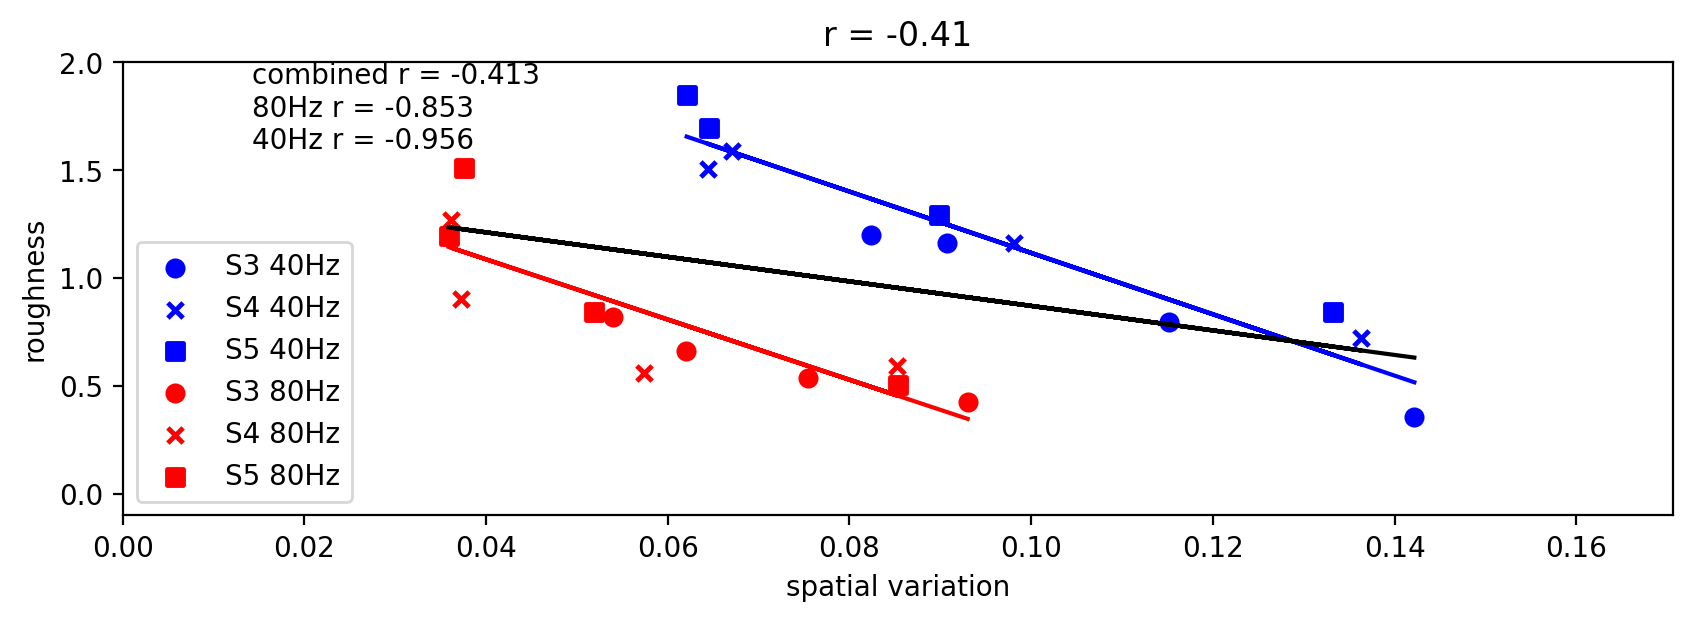 r = -0.41
combined r = -0.413
80Hz r = -0.853
40Hz r = -0.956
2.0
1.5
1.0
0.5
0.0
roughness
S3 40Hz
S4 40Hz
S5 40Hz
S3 80Hz
S4 80Hz
S5 80Hz
0.00 0.02 0.04 0.06 0.08 0.10 0.12 0.14 0.16
spatial variation